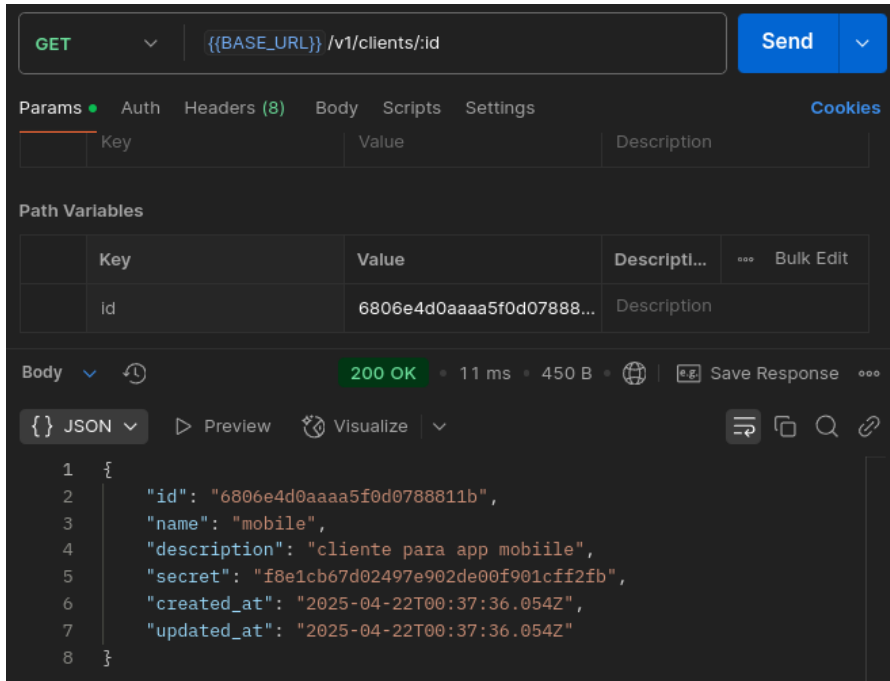 GET {{BASE_URL}} /v1/clients/:id Send
Params Auth Headers (8) Body Scripts Settings Cookies
Key Value Description
Path Variables
Key Value Descripti... Bulk Edit
id 6806e4d0aaaa5f0d07888... Description
Body 200 OK 11 ms 450 B e.g. Save Response
{} JSON Preview Visualize
1 {
2 "id": "6806e4d0aaaa5f0d0788811b",
3 "name": "mobile",
4 "description": "cliente para app mobiile",
5 "secret": "f8e1cb67d02497e902de00f901cff2fb",
6 "created_at": "2025-04-22T00:37:36.054Z",
7 "updated_at": "2025-04-22T00:37:36.054Z"
8 }